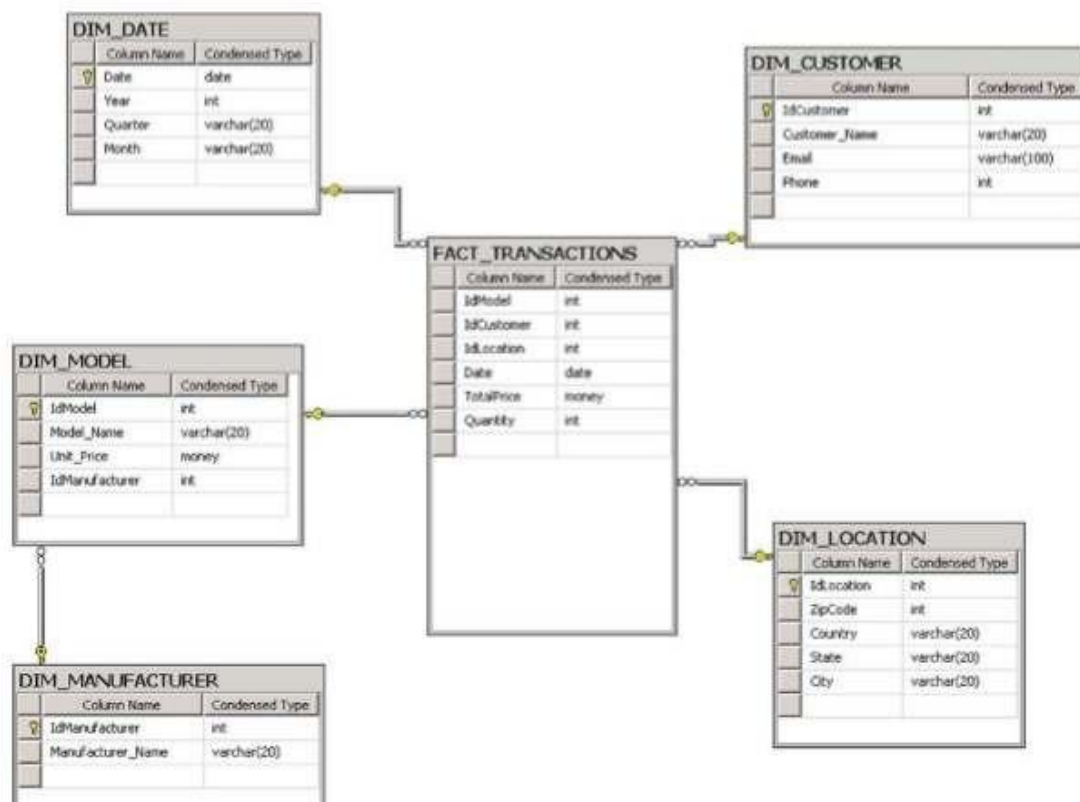 DIM_DATE
Column Name Condensed Type
Date date
Year int
Quarter varchar(20)
Month varchar(20)
DIM_CUSTOMER
Column Name Condensed Type
IdCustomer int
Customer_Name varchar(20)
Email varchar(100)
Phone int
FACT_TRANSACTIONS
Column Name Condensed Type
IdModel int
IdCustomer int
IdLocation int
Date date
TotalPrice money
Quantity int
DIM_MODEL
Column Name Condensed Type
IdModel int
Model_Name varchar(20)
Unit_Price money
IdManufacturer int
DIM_LOCATION
Column Name Condensed Type
IdLocation int
ZipCode int
Country varchar(20)
State varchar(20)
City varchar(20)
DIM_MANUFACTURER
Column Name Condensed Type
IdManufacturer int
Manufacturer_Name varchar(20)